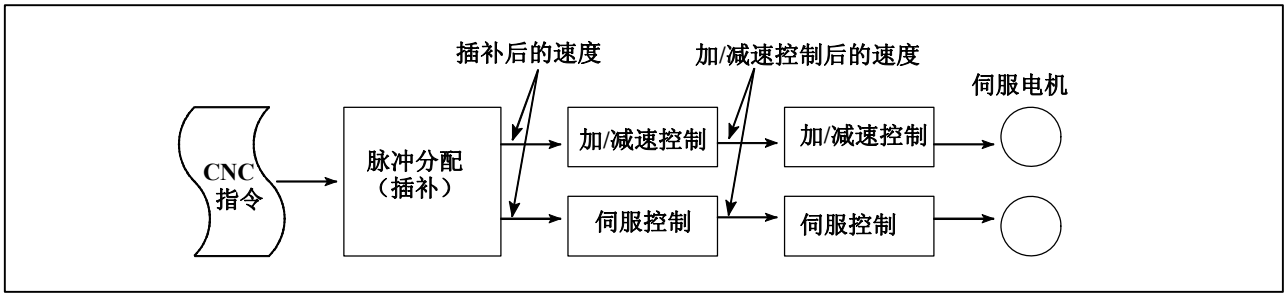 插补后的速度
加/减速控制后的速度
伺服电机
CNC
指令
脉冲分配
（插补）
加/减速控制
加/减速控制
伺服控制
伺服控制